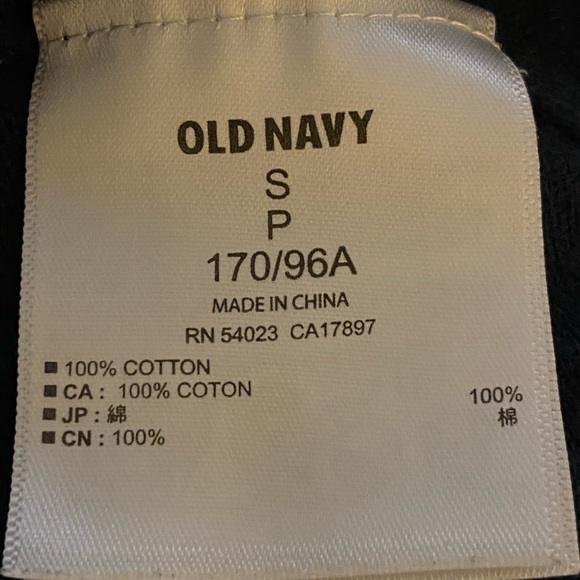 OLD NAVY
S
P
170/96A
MADE IN CHINA
RN 54023 CA17897
■ 100% COTTON
■ CA : 100% COTON
■ JP : 綿 100%
■ CN : 100% 棉